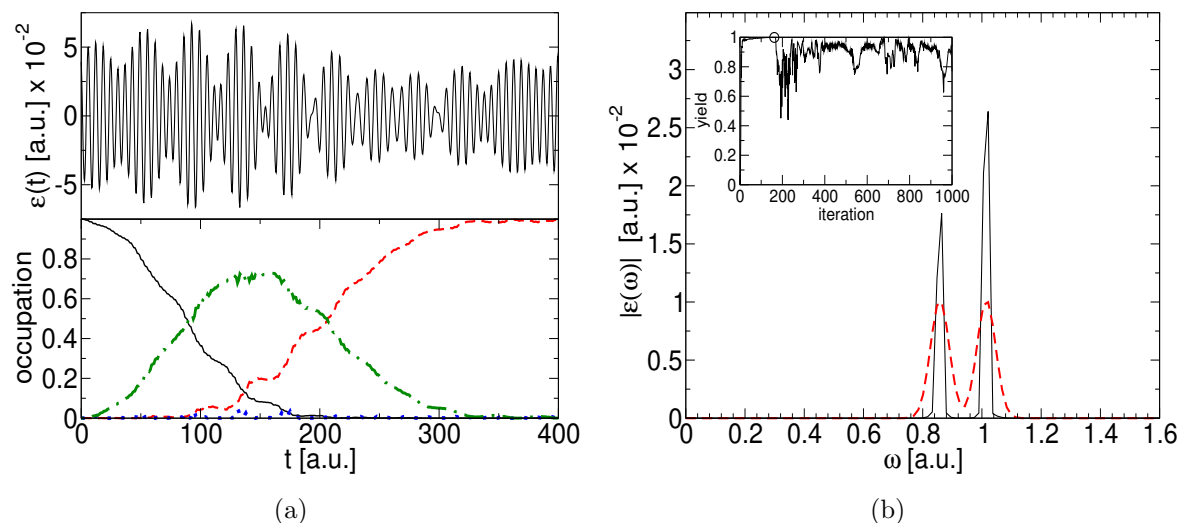 ε(t) [a.u.] x 10⁻²
5
0
-5
occupation
0.8
0.6
0.4
0.2
0
0 100 200 300 400
t [a.u.]
(a)
|ε(ω)| [a.u.] x 10⁻²
3
2.5
2
1.5
1
0.5
0
0 0.2 0.4 0.6 0.8 1 1.2 1.4 1.6
ω [a.u.]
yield
1
0.8
0.6
0.4
0.2
0
0 200 400 600 800 1000
iteration
(b)